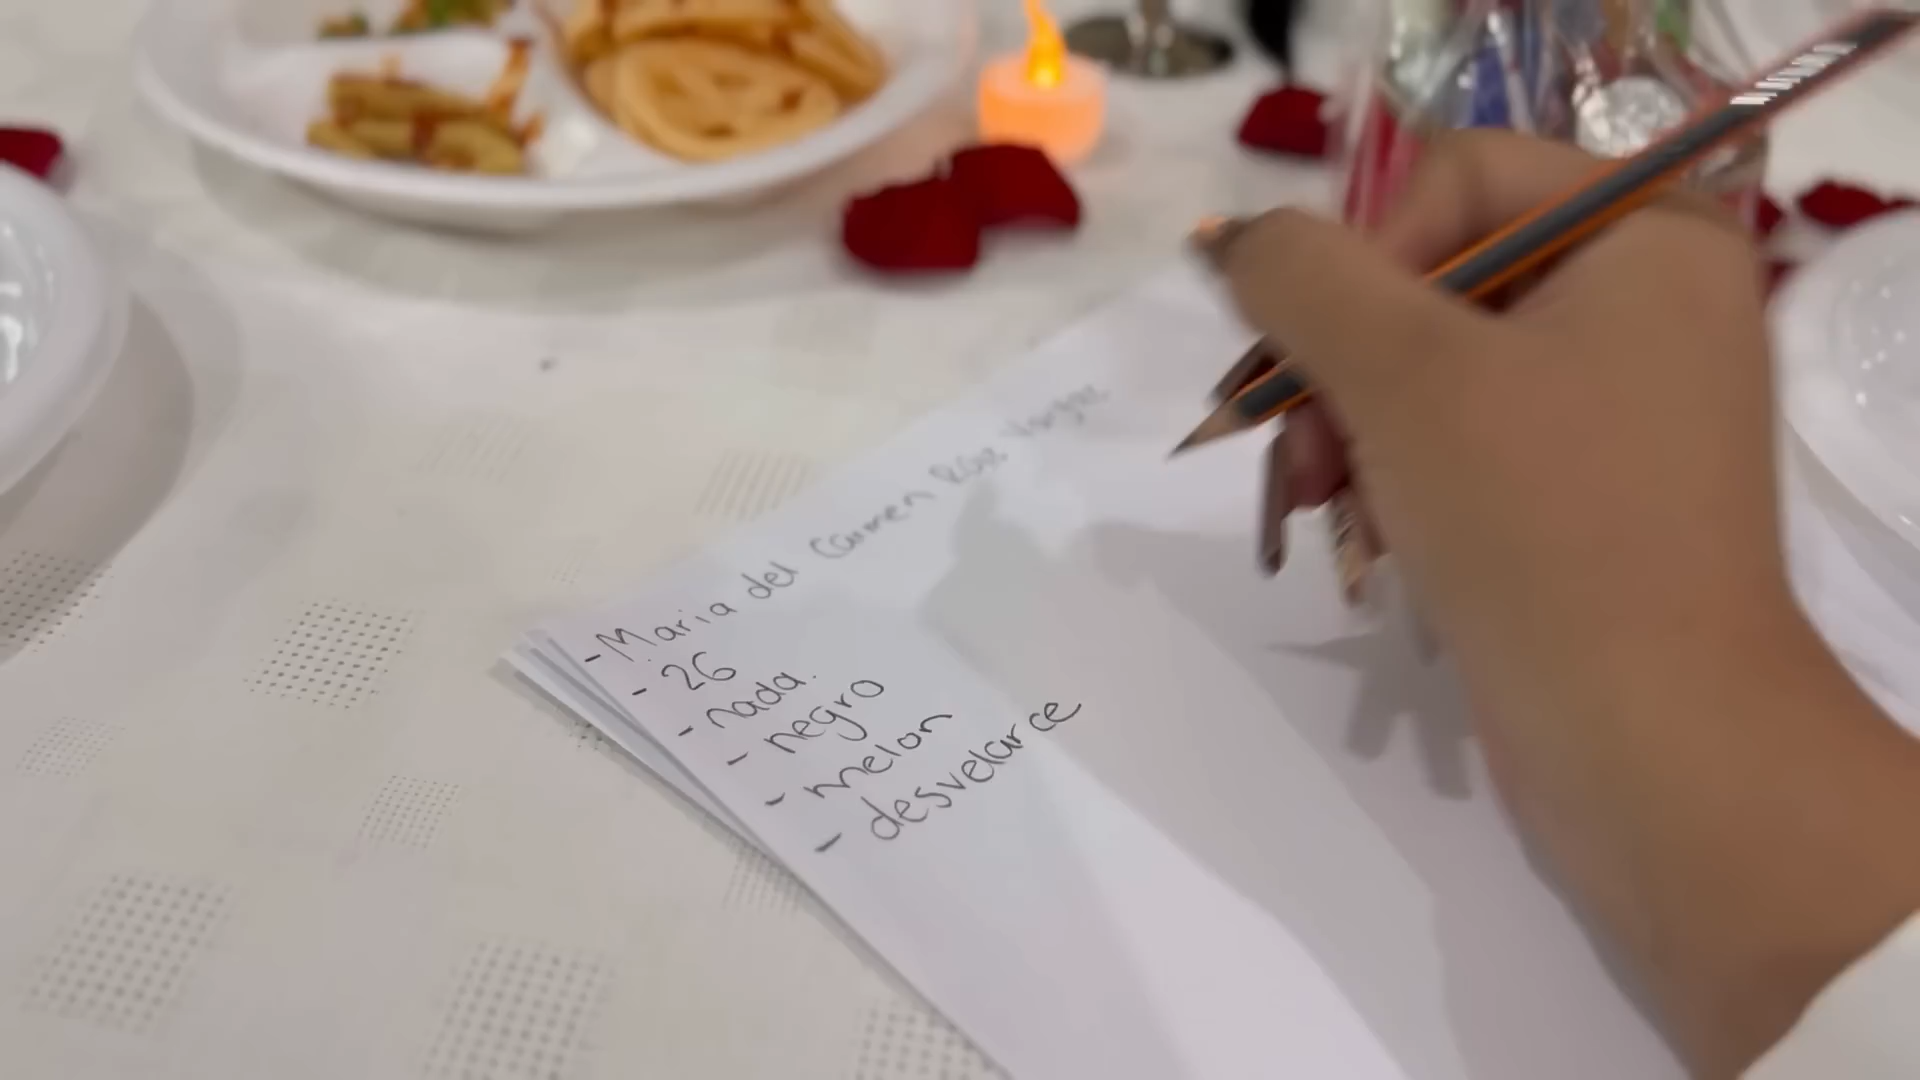 - Maria del Carmen
- 26
- nada.
- negro
- melon
- desvelarce